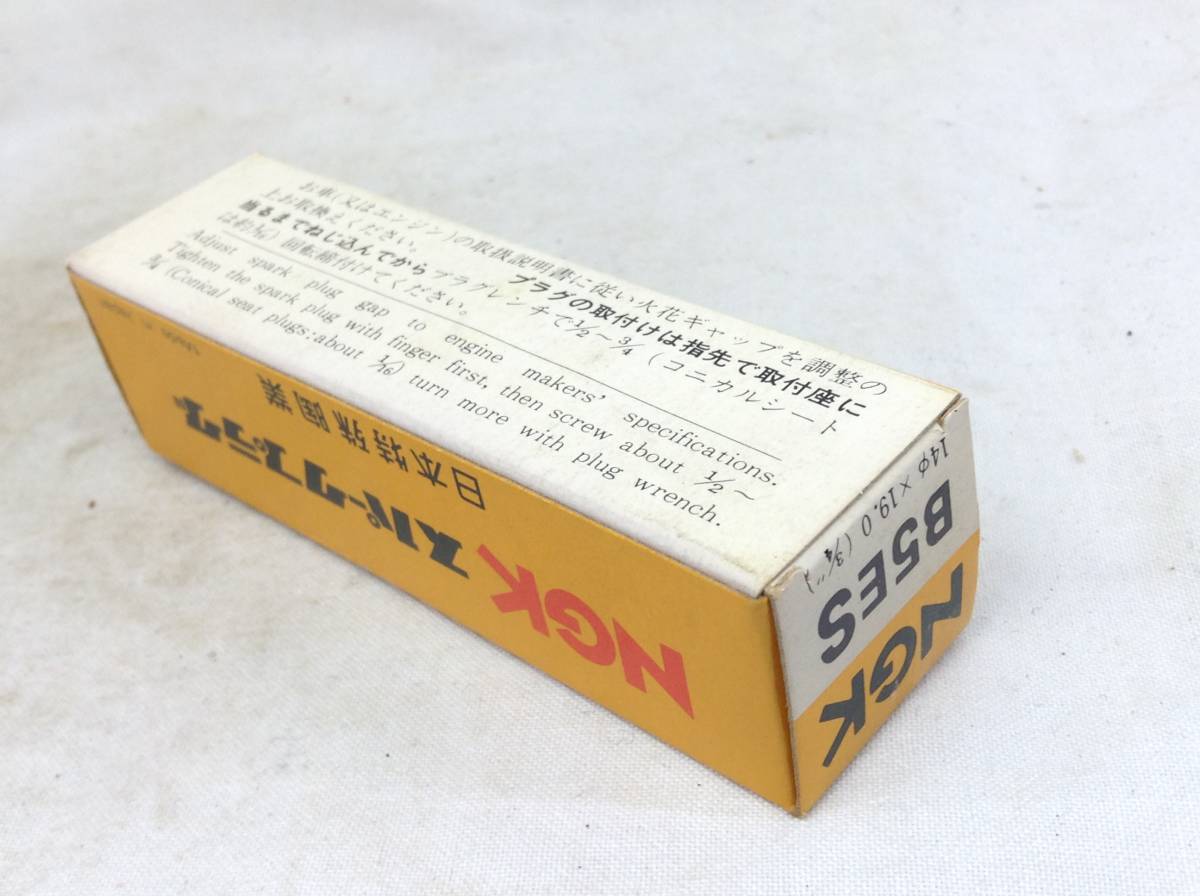 お車(又はエンジン)の取扱説明書に従い火花ギャップを調整の
上お取換えください。 プラグの取付けは指先で取付座に
当るまでねじ込んでからプラグレンチで½~¾(コニカルシート
は約1/16)回転締付けてください。
Adjust spark plug gap to engine makers' specifications.
Tighten the spark plug with finger first, then screw about ½~
¾ (Conical seat plugs:about 1/16) turn more with plug wrench.
日本特殊陶業
NGK スパークプラグ
14φ×19.0 (¾")
B5ES
NGK